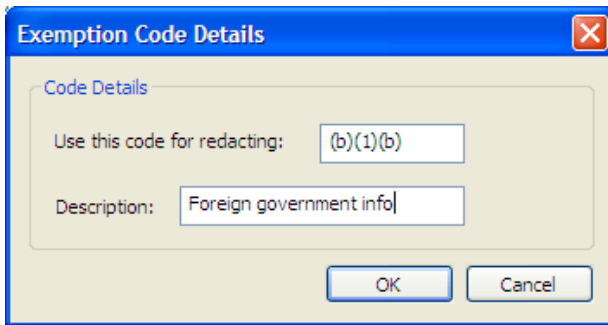 Exemption Code Details
Code Details
Use this code for redacting: (b)(1)(b)
Description: Foreign government info
OK Cancel